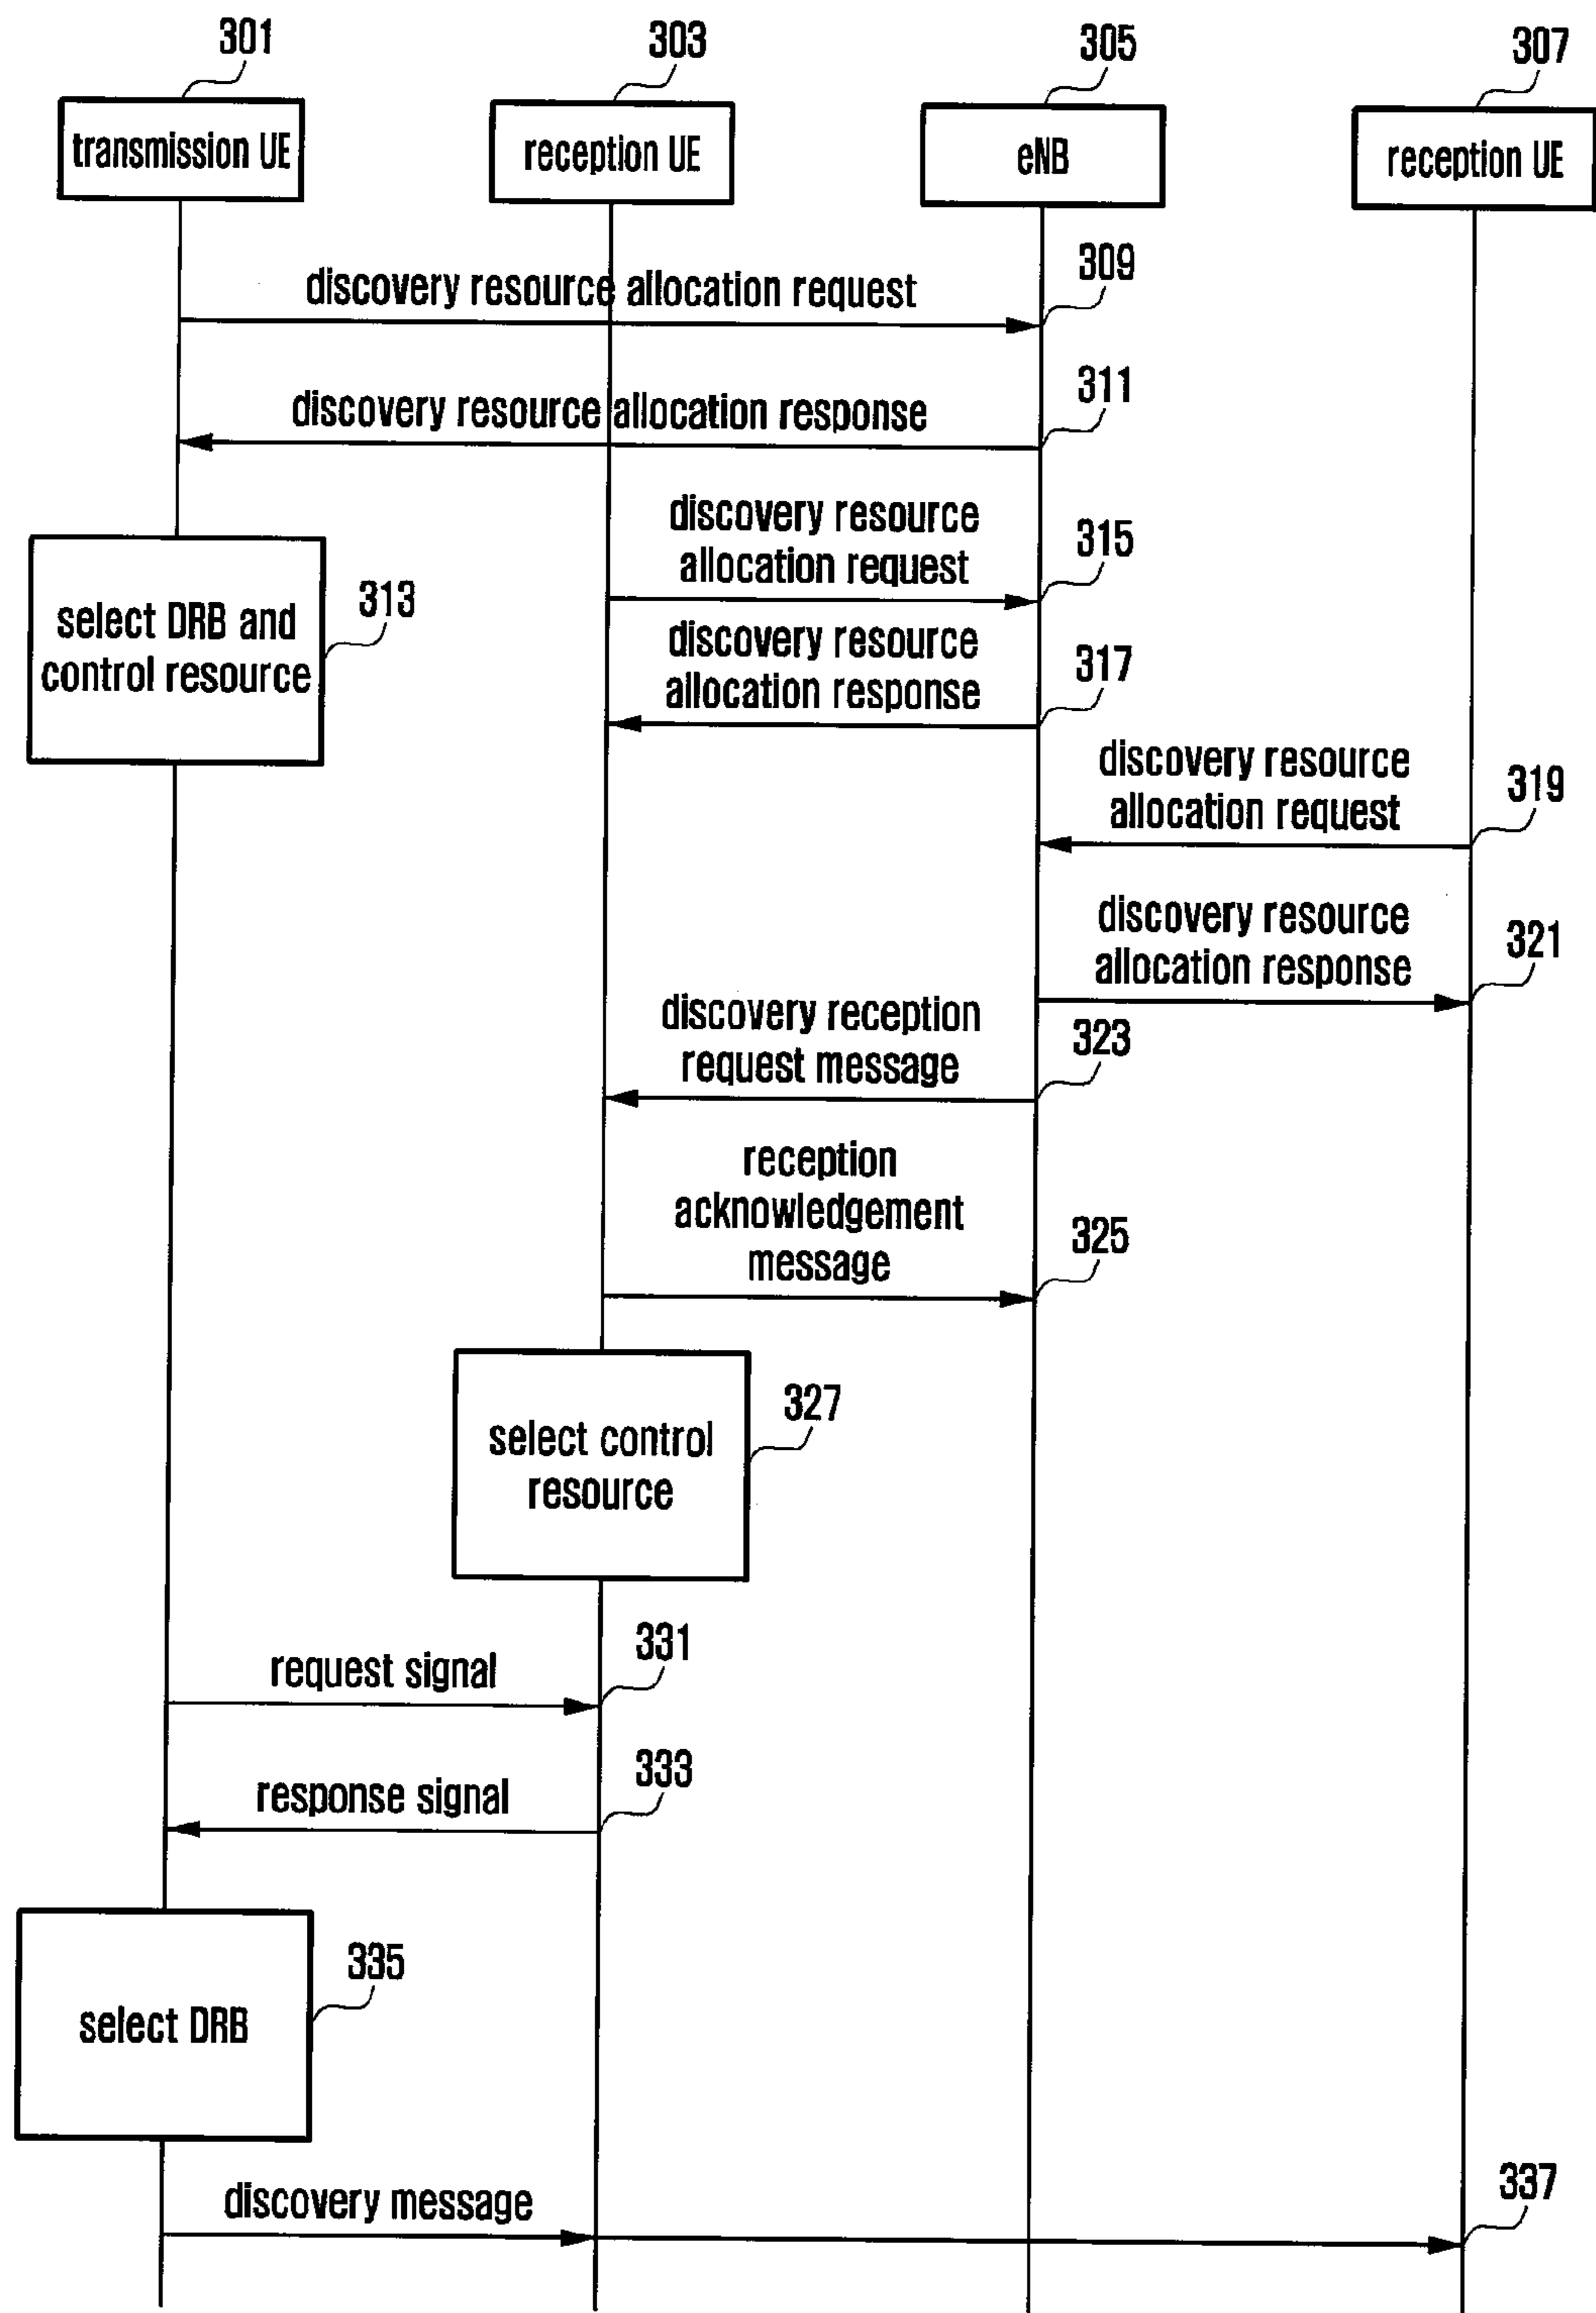 301
303
305
307
transmission UE
reception UE
eNB
reception UE
discovery resource allocation request
309
discovery resource allocation response
311
discovery resource
allocation request
315
select DRB and
control resource
313
discovery resource
allocation response
317
discovery resource
allocation request
319
discovery resource
allocation response
321
discovery reception
request message
323
reception
acknowledgement
message
325
select control
resource
327
request signal
331
response signal
333
select DRB
335
discovery message
337